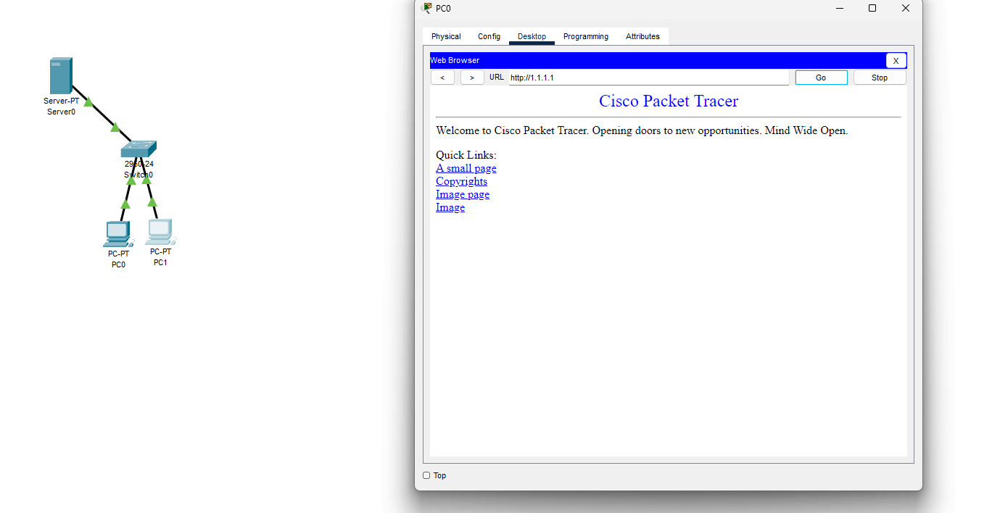 PC0
Physical Config Desktop Programming Attributes
Web Browser X
< > URL http://1.1.1.1 Go Stop
Cisco Packet Tracer
Welcome to Cisco Packet Tracer. Opening doors to new opportunities. Mind Wide Open.
Quick Links:
A small page
Copyrights
Image page
Image
Top
Server-PT
Server0
2950-24
Switch0
PC-PT
PC0
PC-PT
PC1